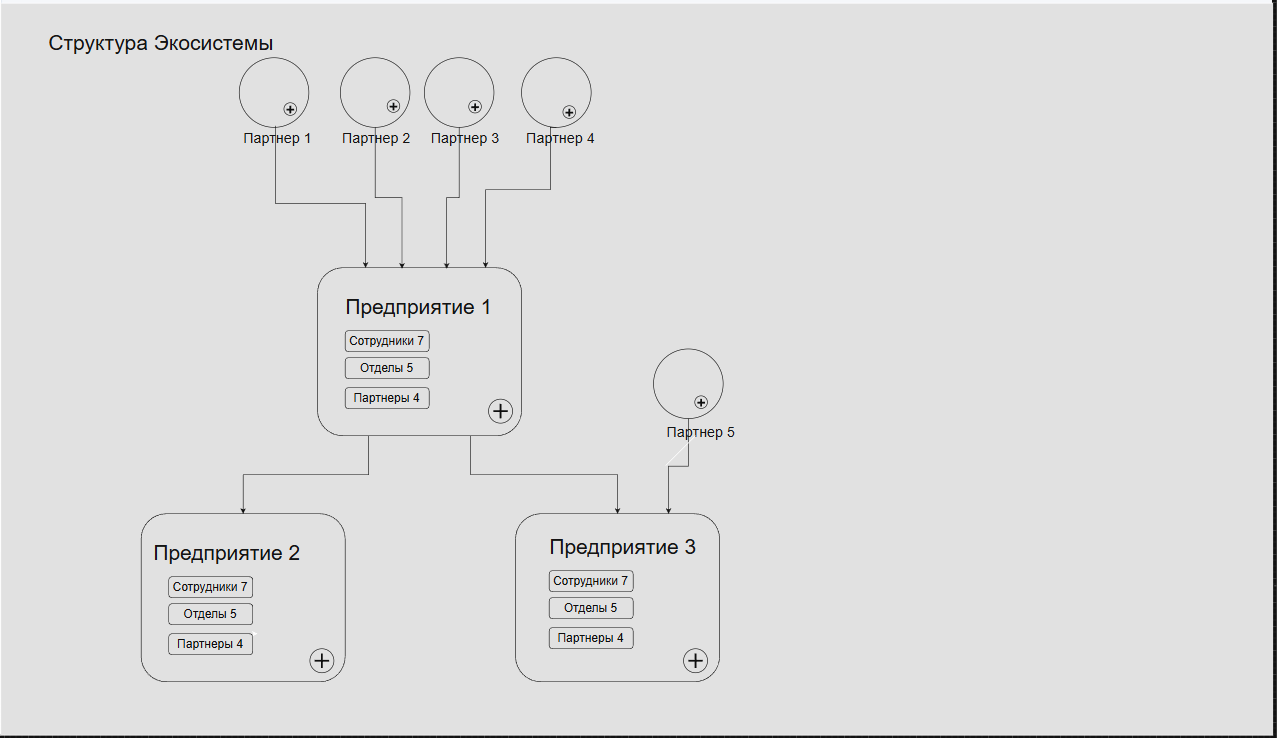 Структура Экосистемы
Партнер 1
Партнер 2
Партнер 3
Партнер 4
Предприятие 1
Сотрудники 7
Отделы 5
Партнеры 4
Партнер 5
Предприятие 2
Сотрудники 7
Отделы 5
Партнеры 4
Предприятие 3
Сотрудники 7
Отделы 5
Партнеры 4